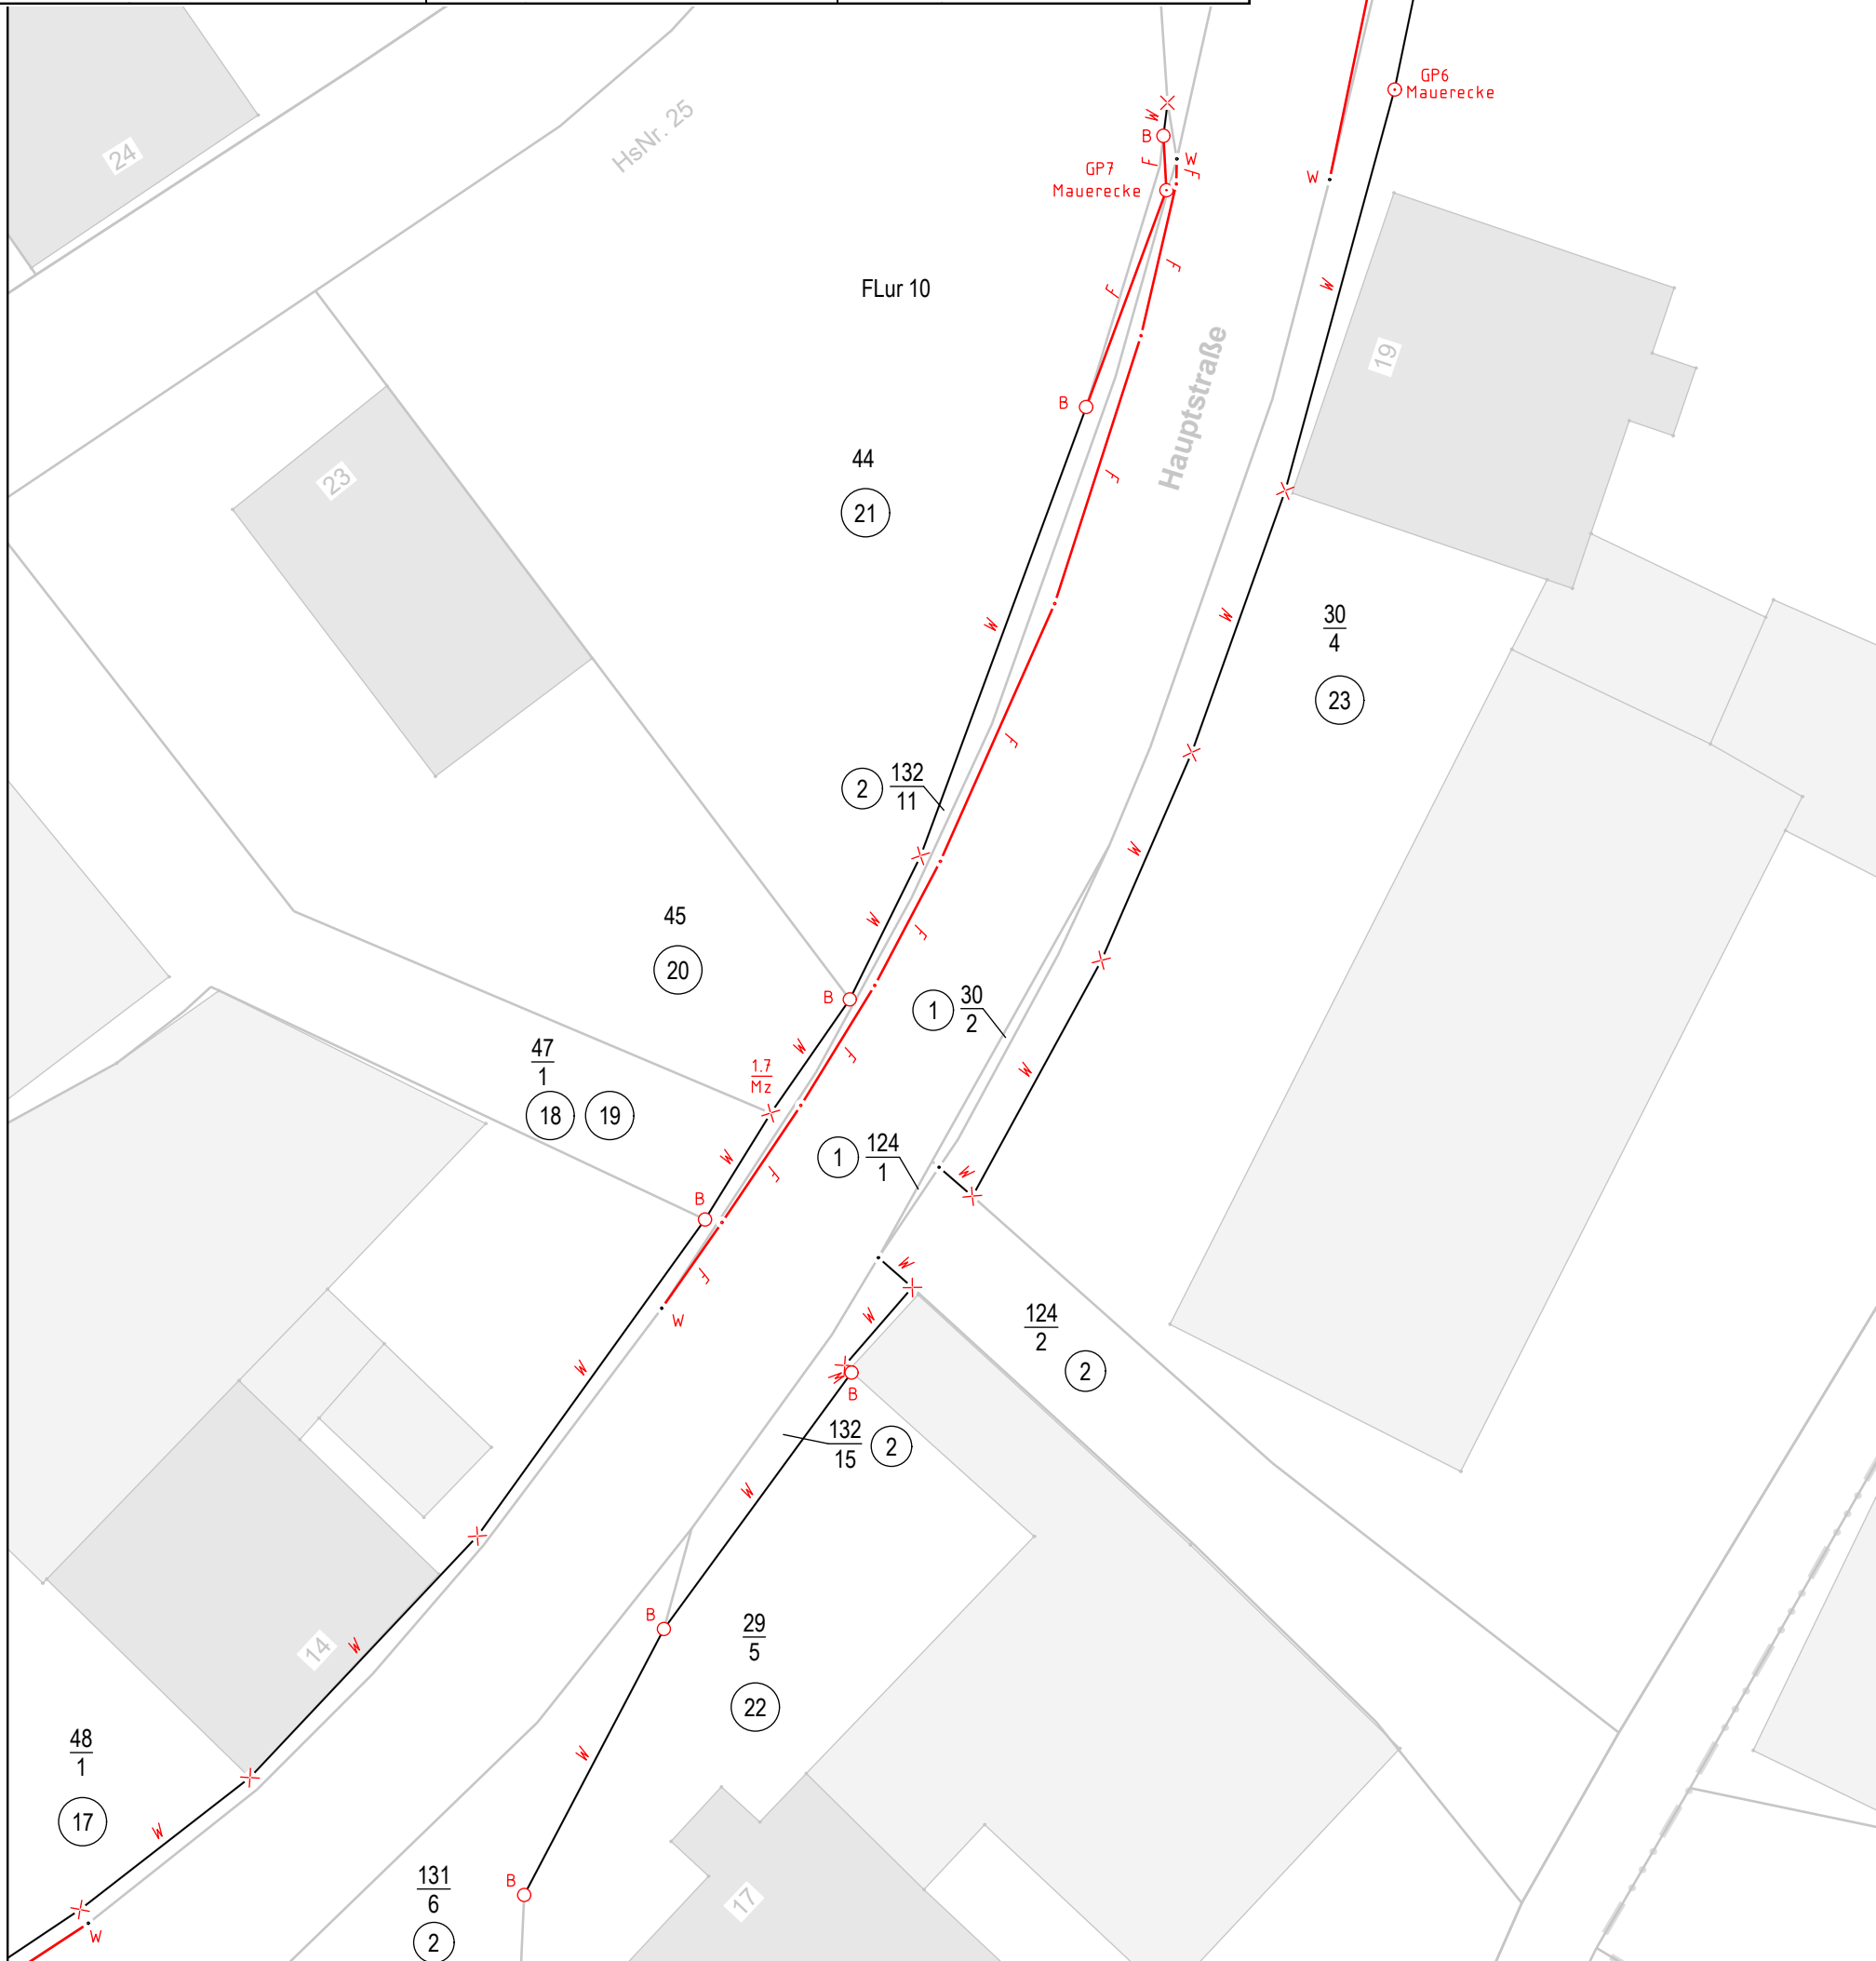 GP6
Mauerecke
HsNr. 25
24
W
B
F
W
F
GP7
Mauerecke
W
F
F
W
FLur 10
Hauptstraße
19
B
44
21
23
F
W
W
30
4
23
F
2
132
11
W
W
F
45
20
B
1
30
2
47
1
18
19
1.7
Mz
W
F
W
W
F
1
124
1
W
B
F
W
W
W
124
2
2
W
W
B
132
15
2
W
B
29
5
22
W
14
W
48
1
17
W
131
6
2
B
17
W